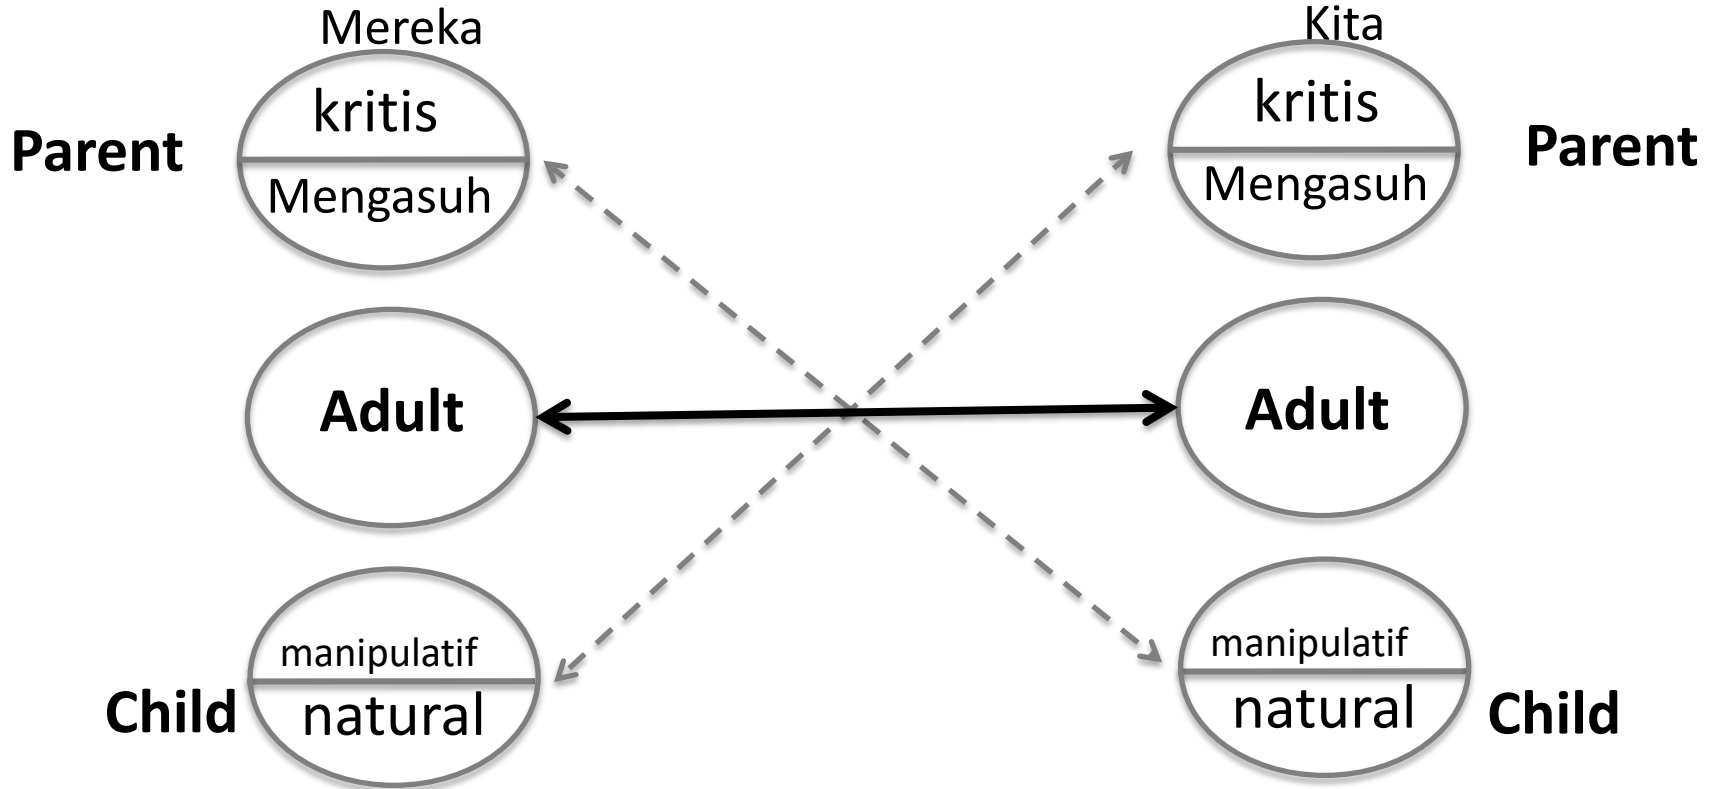 Mereka
Kita
Parent
kritis
Mengasuh
kritis
Mengasuh
Parent
Adult
Adult
Child
manipulatif
natural
manipulatif
natural
Child